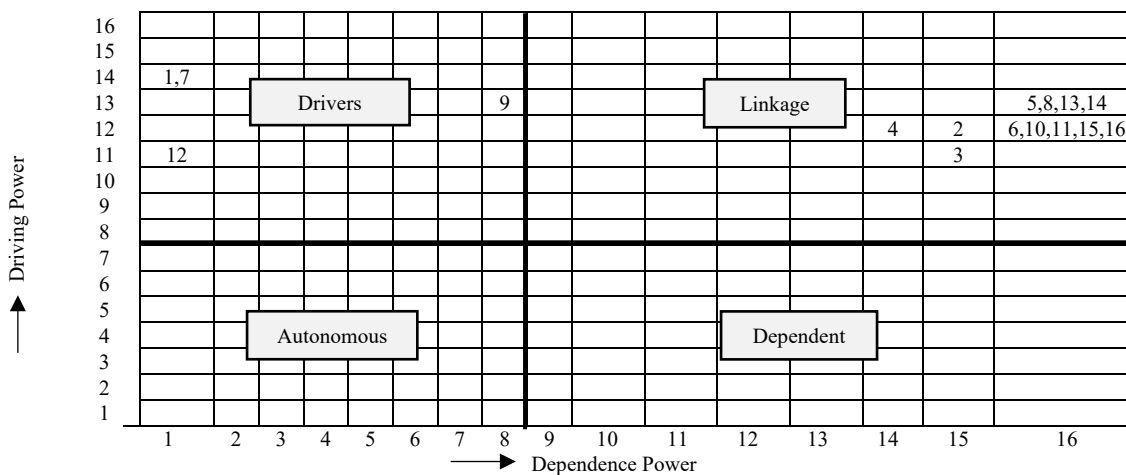 16
15
14 1,7
13 Drivers 9 Linkage 5,8,13,14
12 4 2 6,10,11,15,16
11 12 3
10
9
8
7
6
5
4 Autonomous Dependent
3
2
1
1 2 3 4 5 6 7 8 9 10 11 12 13 14 15 16
Driving Power
Dependence Power